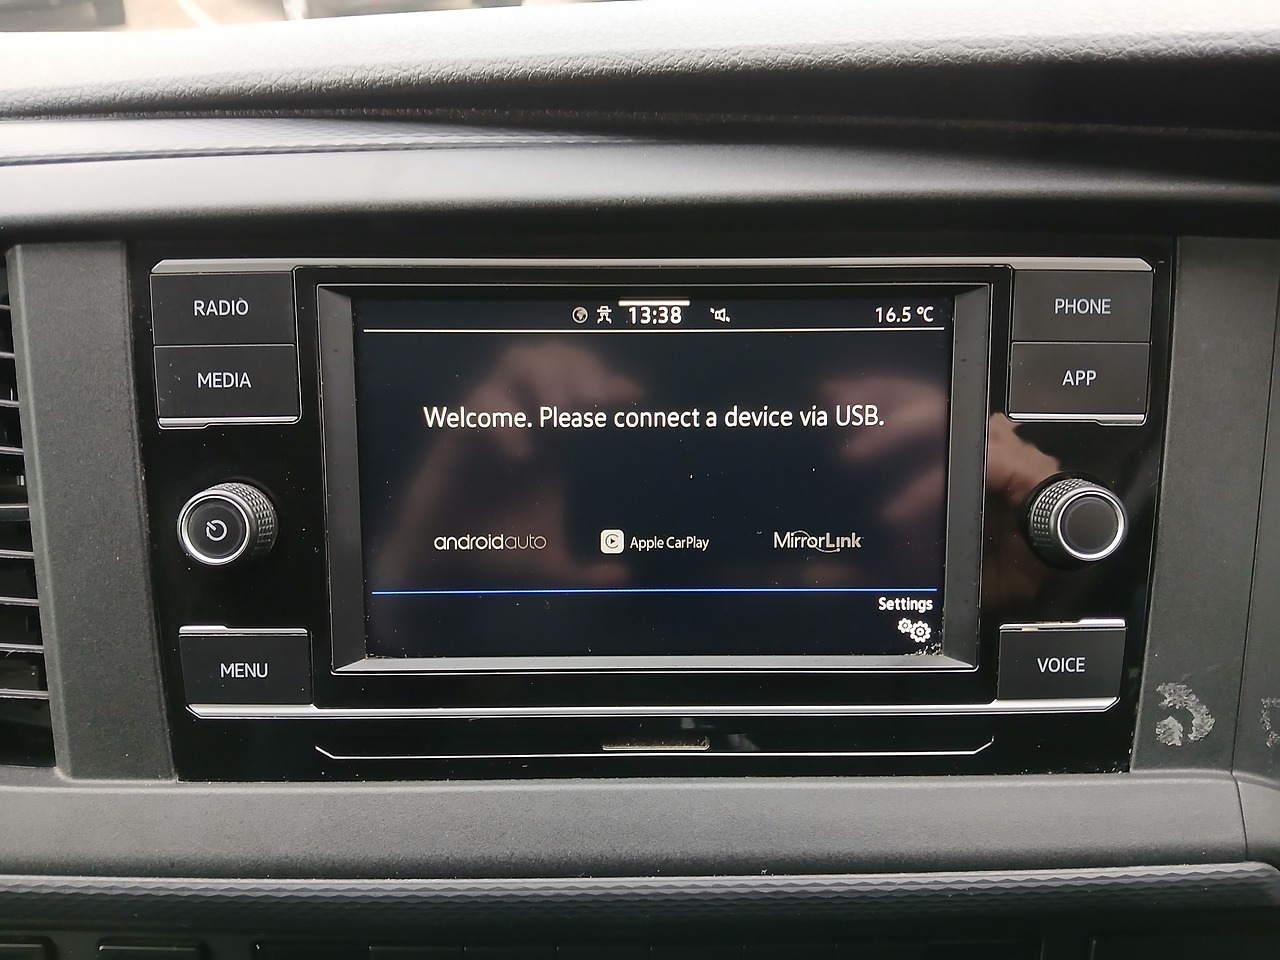 RADIO
MEDIA
MENU
13:38
16.5 °C
Welcome. Please connect a device via USB.
androidauto
Apple CarPlay
MirrorLink
Settings
PHONE
APP
VOICE